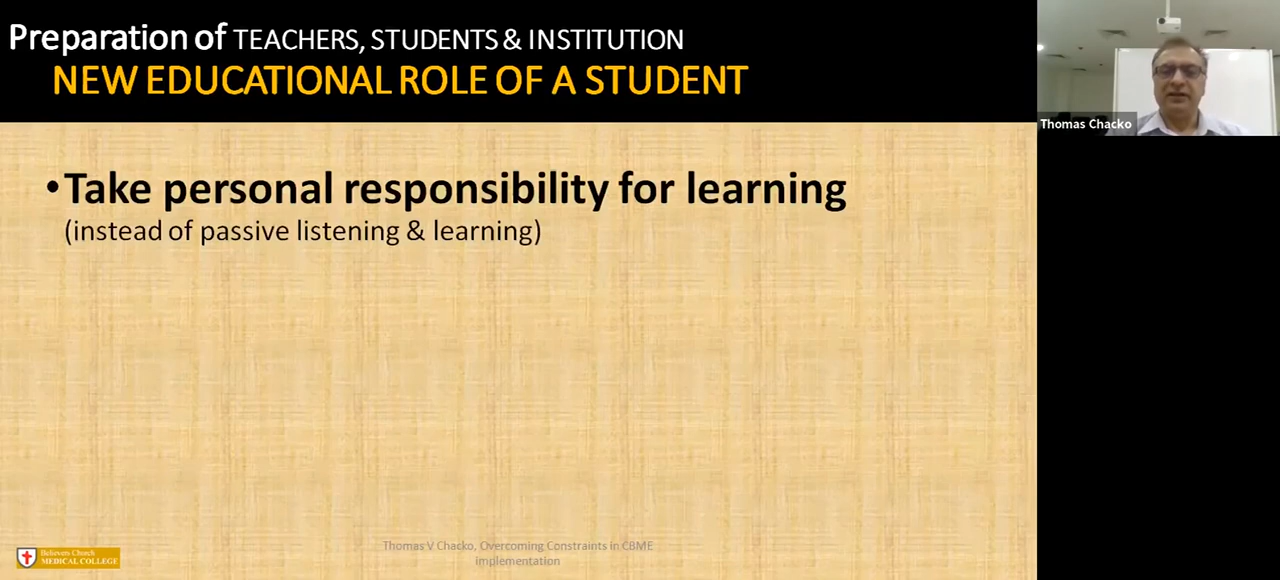 Preparation of TEACHERS, STUDENTS & INSTITUTION
NEW EDUCATIONAL ROLE OF A STUDENT
Thomas Chacko
•Take personal responsibility for learning
(instead of passive listening & learning)
Believers Church
MEDICAL COLLEGE
Thomas V Chacko, Overcoming Constraints in CBME
implementation